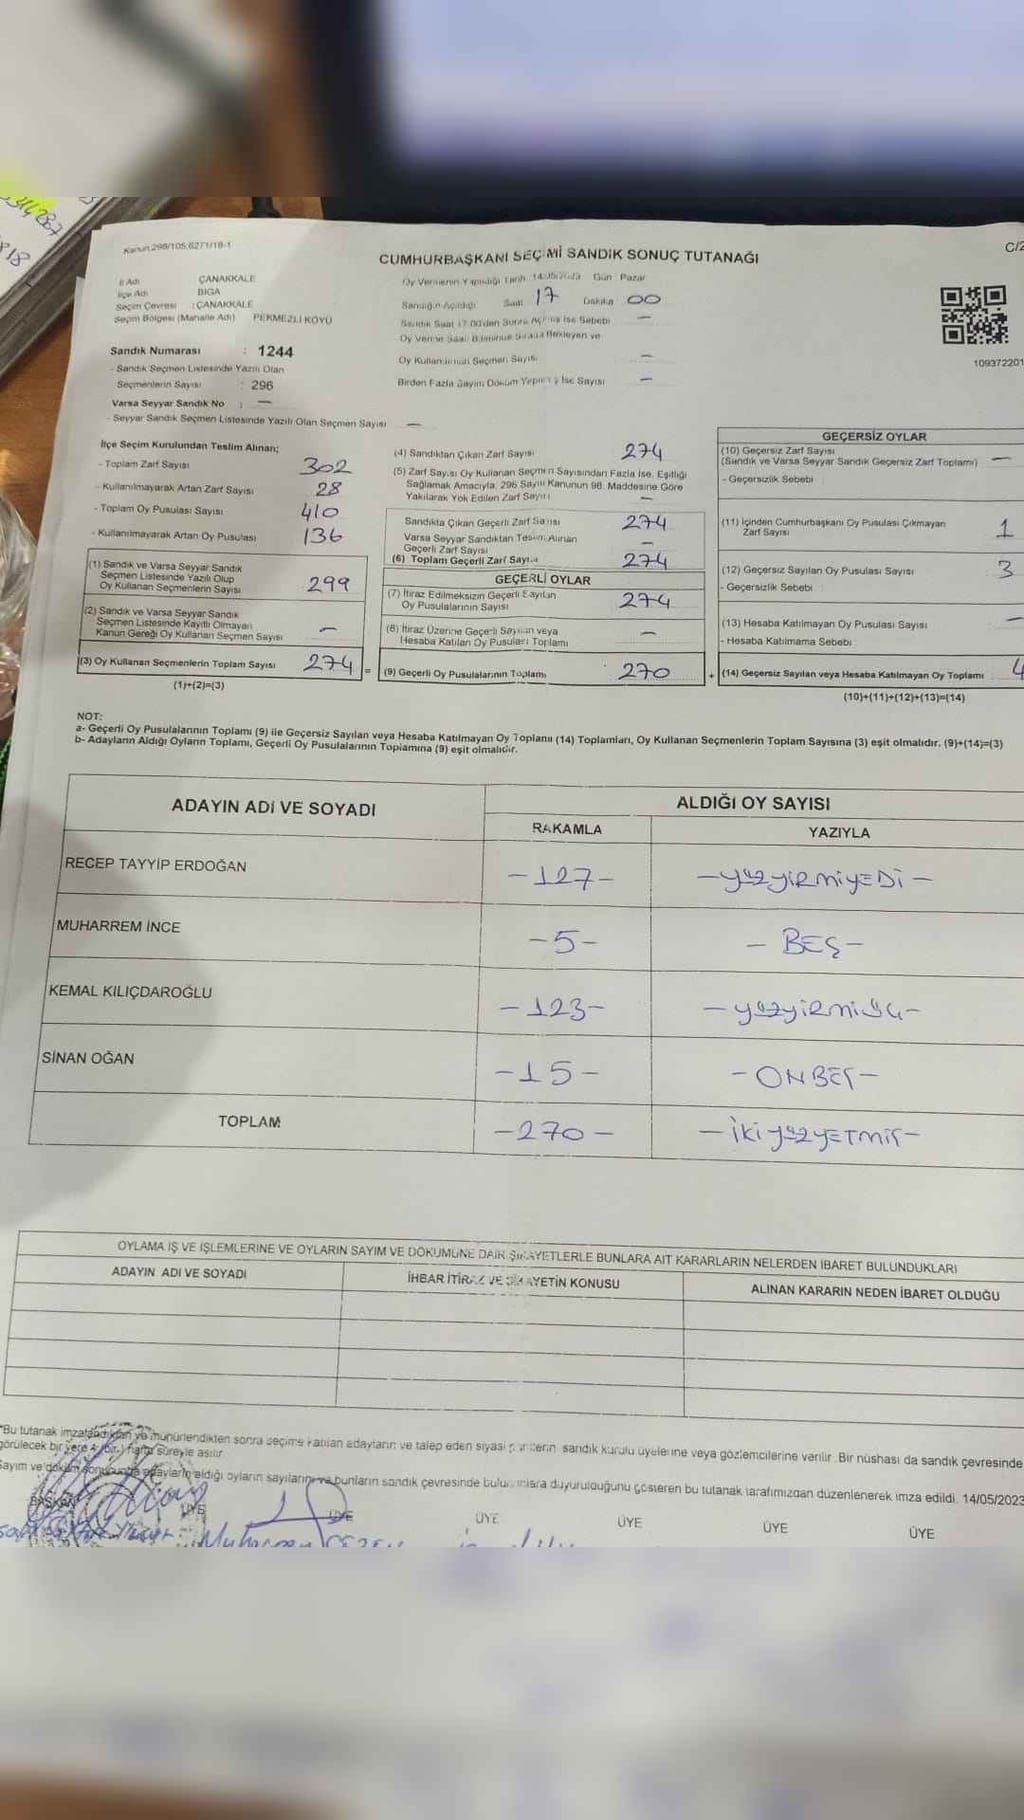 Kanun:298/105,6271/18-1
C/2
CUMHURBAŞKANI SEÇİMİ SANDIK SONUÇ TUTANAĞI
İl Adı ÇANAKKALE
İlçe Adı BİGA
Seçim Çevresi : ÇANAKKALE
Seçim Bölgesi (Mahalle Adı) PEKMEZLİ KÖYÜ
Sandık Numarası : 1244
- Sandık Seçmen Listesinde Yazılı Olan
Seçmenlerin Sayısı : 296
Varsa Seyyar Sandık No : —
- Seyyar Sandık Seçmen Listesinde Yazılı Olan Seçmen Sayısı —
Oy Vermenin Yapıldığı Tarih: 14/05/2023 Gün: Pazar
Sandığın Açıldığı Saat 17 Dakika 00
Sandık Saat 17:00'den Sonra Açılmış İse Sebebi —
Oy Verme Saati Bitiminde Sırada Bekleyen ve
Oy Kullandırılan Seçmen Sayısı —
Birden Fazla Sayım Döküm Yapılmış İse Sayısı —
109372201
İlçe Seçim Kurulundan Teslim Alınan;
- Toplam Zarf Sayısı 302
- Kullanılmayarak Artan Zarf Sayısı 28
- Toplam Oy Pusulası Sayısı 410
- Kullanılmayarak Artan Oy Pusulası 136
(1) Sandık ve Varsa Seyyar Sandık
Seçmen Listesinde Yazılı Olup
Oy Kullanan Seçmenlerin Sayısı 299
(2) Sandık ve Varsa Seyyar Sandık
Seçmen Listesinde Kayıtlı Olmayan
Kanun Gereği Oy Kullanan Seçmen Sayısı —
(3) Oy Kullanan Seçmenlerin Toplam Sayısı 274 =
(1)+(2)=(3)
(4) Sandıktan Çıkan Zarf Sayısı 274
(5) Zarf Sayısı Oy Kullanan Seçmen Sayısından Fazla İse, Eşitliği
Sağlamak Amacıyla, 298 Sayılı Kanunun 98. Maddesine Göre
Yakılarak Yok Edilen Zarf Sayısı —
Sandıkta Çıkan Geçerli Zarf Sayısı 274
Varsa Seyyar Sandıktan Teslim Alınan
Geçerli Zarf Sayısı —
(6) Toplam Geçerli Zarf Sayısı 274
GEÇERLİ OYLAR
(7) İtiraz Edilmeksizin Geçerli Sayılan
Oy Pusulalarının Sayısı 274
(8) İtiraz Üzerine Geçerli Sayılan veya
Hesaba Katılan Oy Pusulası Toplamı —
(9) Geçerli Oy Pusulalarının Toplamı 270 +
GEÇERSİZ OYLAR
(10) Geçersiz Zarf Sayısı
(Sandık ve Varsa Seyyar Sandık Geçersiz Zarf Toplamı) —
- Geçersizlik Sebebi :
(11) İçinden Cumhurbaşkanı Oy Pusulası Çıkmayan
Zarf Sayısı 1
(12) Geçersiz Sayılan Oy Pusulası Sayısı 3
- Geçersizlik Sebebi :
(13) Hesaba Katılmayan Oy Pusulası Sayısı —
- Hesaba Katılmama Sebebi
(14) Geçersiz Sayılan veya Hesaba Katılmayan Oy Toplamı 4
(10)+(11)+(12)+(13)=(14)
NOT:
a- Geçerli Oy Pusulalarının Toplamı (9) ile Geçersiz Sayılan veya Hesaba Katılmayan Oy Toplamı (14) Toplamları, Oy Kullanan Seçmenlerin Toplam Sayısına (3) eşit olmalıdır. (9)+(14)=(3)
b- Adayların Aldığı Oyların Toplamı, Geçerli Oy Pusulalarının Toplamına (9) eşit olmalıdır.
ADAYIN ADI VE SOYADI ALDIĞI OY SAYISI
RAKAMLA YAZIYLA
RECEP TAYYİP ERDOĞAN -127- -yüzyirmiyedi-
MUHARREM İNCE -5- -BEŞ-
KEMAL KILIÇDAROĞLU -123- -yüzyirmiüç-
SİNAN OĞAN -15- -ONBEŞ-
TOPLAM -270- -ikiyüzyetmiş-
OYLAMA İŞ VE İŞLEMLERİNE VE OYLARIN SAYIM VE DÖKÜMÜNE DAİR ŞİKAYETLERLE BUNLARA AİT KARARLARIN NELERDEN İBARET BULUNDUKLARI
ADAYIN ADI VE SOYADI İHBAR İTİRAZ VE ŞİKAYETİN KONUSU ALINAN KARARIN NEDEN İBARET OLDUĞU
"Bu tutanak imzalandıktan ve mühürlendikten sonra seçime katılan adayların ve talep eden siyasi partilerin sandık kurulu üyelerine veya gözlemcilerine verilir. Bir nüshası da sandık çevresinde
görülecek bir yere (bir) hafta süreyle asılır.
Sayım ve döküm sonucunda adayların aldığı oyların sayılarını ve bunların sandık çevresinde bulunanlara duyurulduğunu gösteren bu tutanak tarafımızdan düzenlenerek imza edildi. 14/05/2023
BAŞKAN ÜYE ÜYE ÜYE ÜYE ÜYE ÜYE
Muharrem